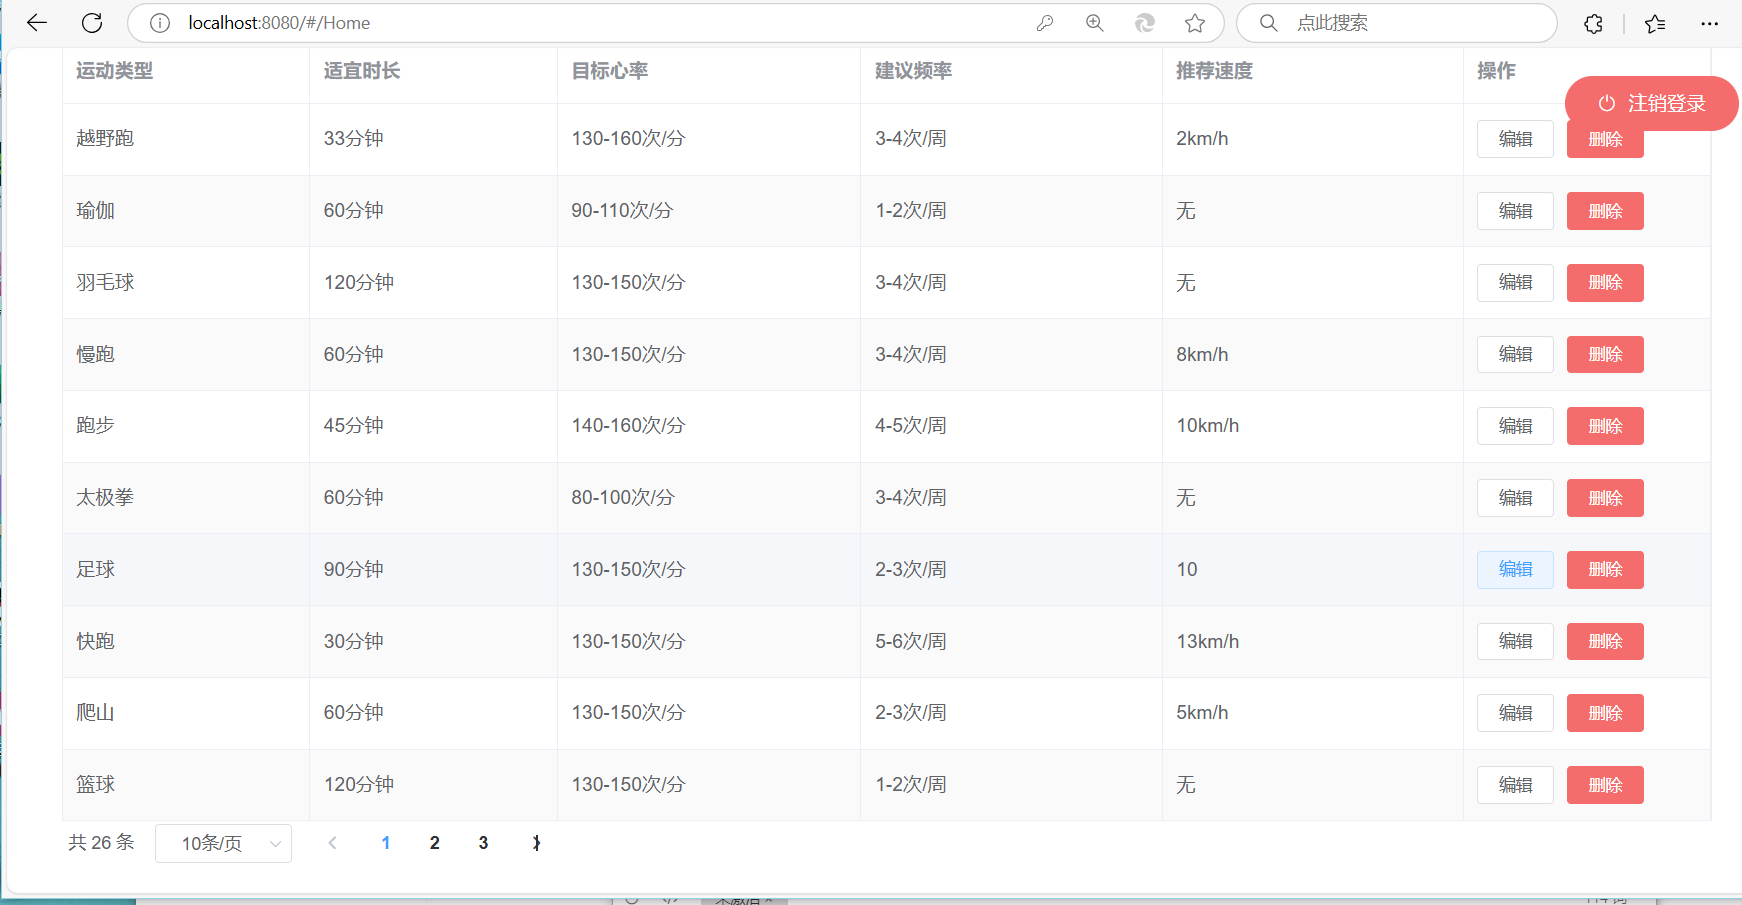 localhost:8080/#/Home 点此搜索
运动类型 适宜时长 目标心率 建议频率 推荐速度 操作
注销登录
越野跑 33分钟 130-160次/分 3-4次/周 2km/h 编辑 删除
瑜伽 60分钟 90-110次/分 1-2次/周 无 编辑 删除
羽毛球 120分钟 130-150次/分 3-4次/周 无 编辑 删除
慢跑 60分钟 130-150次/分 3-4次/周 8km/h 编辑 删除
跑步 45分钟 140-160次/分 4-5次/周 10km/h 编辑 删除
太极拳 60分钟 80-100次/分 3-4次/周 无 编辑 删除
足球 90分钟 130-150次/分 2-3次/周 10 编辑 删除
快跑 30分钟 130-150次/分 5-6次/周 13km/h 编辑 删除
爬山 60分钟 130-150次/分 2-3次/周 5km/h 编辑 删除
篮球 120分钟 130-150次/分 1-2次/周 无 编辑 删除
共 26 条 10条/页 1 2 3